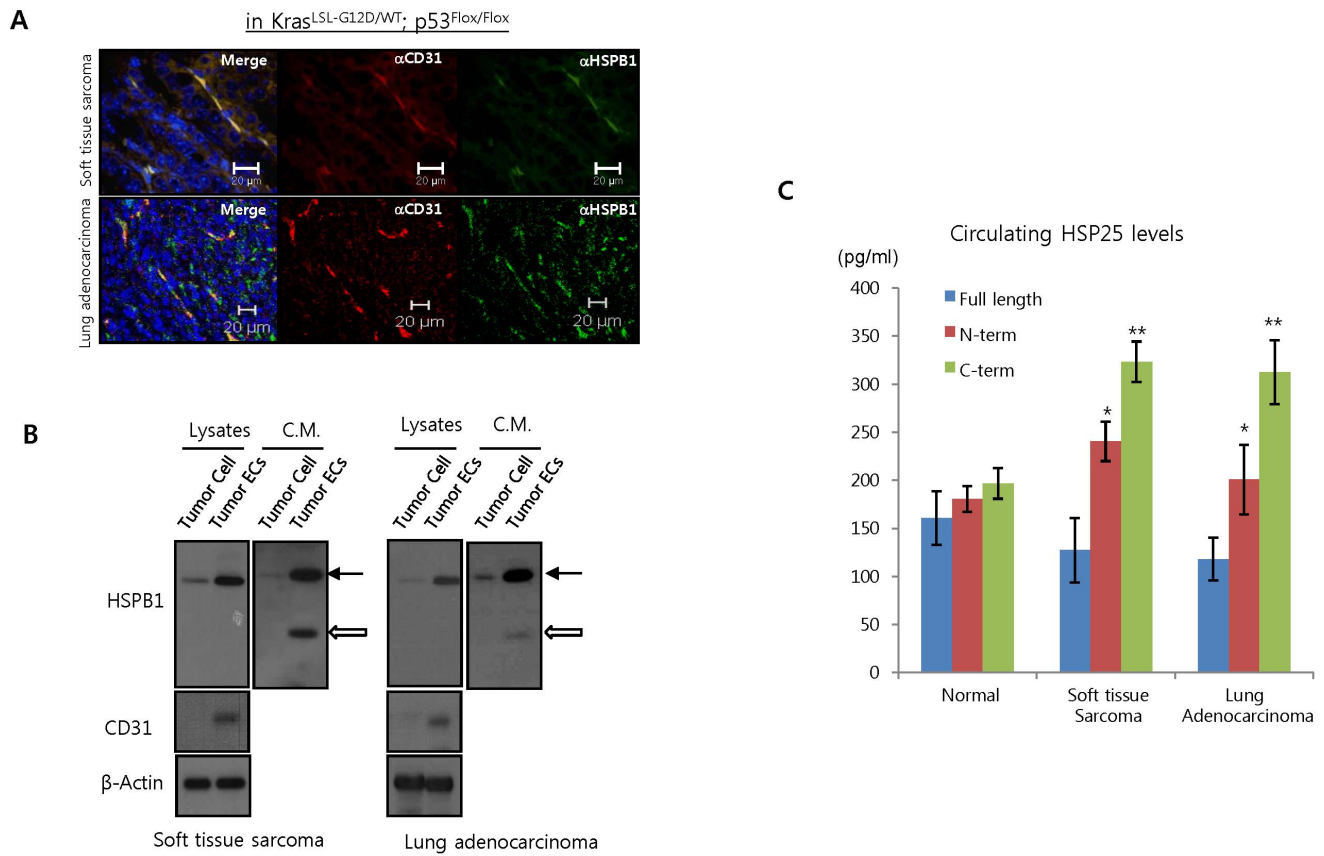 A
in Kras^LSL-G12D/WT; p53^Flox/Flox
Soft tissue sarcoma
Merge
αCD31
αHSPB1
20 μm
20 μm
20 μm
Lung adenocarcinoma
Merge
αCD31
αHSPB1
20 μm
20 μm
20 μm
B
Lysates
C.M.
Lysates
C.M.
Tumor Cell
Tumor ECs
Tumor Cell
Tumor ECs
Tumor Cell
Tumor ECs
Tumor Cell
Tumor ECs
HSPB1
CD31
β-Actin
Soft tissue sarcoma
Lung adenocarcinoma
C
Circulating HSP25 levels
(pg/ml)
400
350
300
250
200
150
100
50
0
Full length
N-term
C-term
*
**
*
**
Normal
Soft tissue
Sarcoma
Lung
Adenocarcinoma